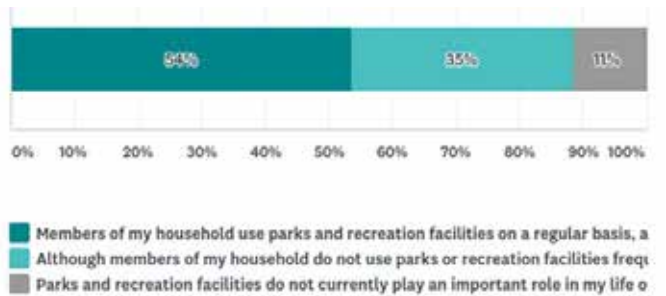 54% 35% 11%
0% 10% 20% 30% 40% 50% 60% 70% 80% 90% 100%
Members of my household use parks and recreation facilities on a regular basis, a
Although members of my household do not use parks or recreation facilities frequ
Parks and recreation facilities do not currently play an important role in my life o